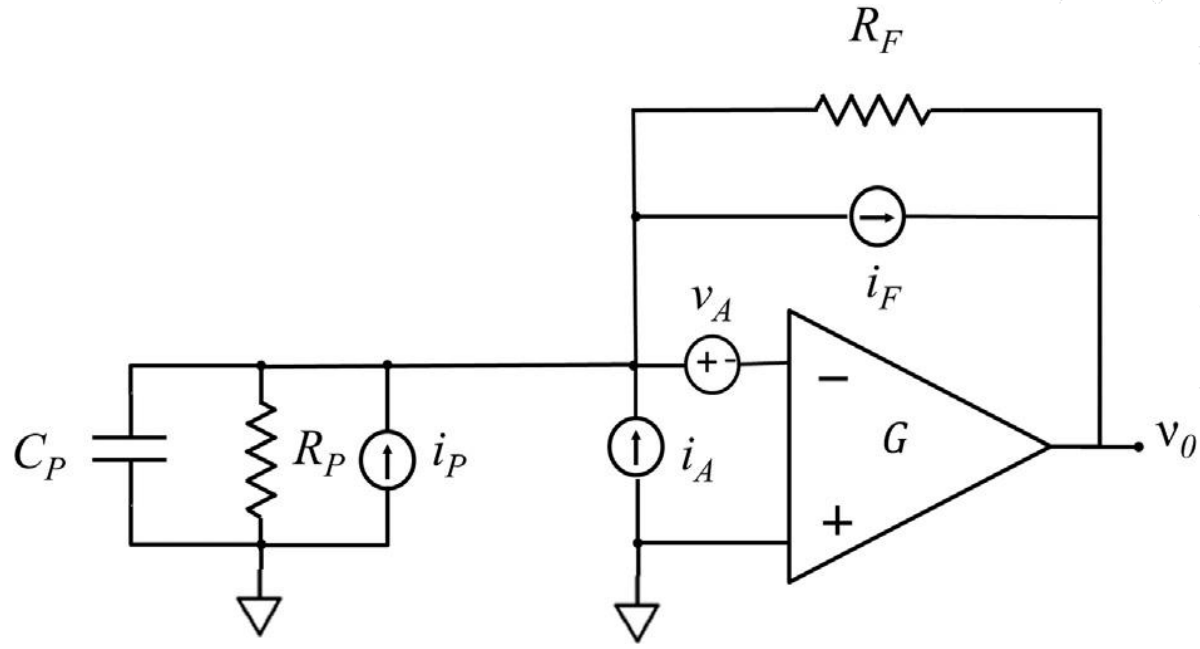 R_F
i_F
v_A
+ -
−
G
C_P
R_P
i_P
i_A
v_0
+